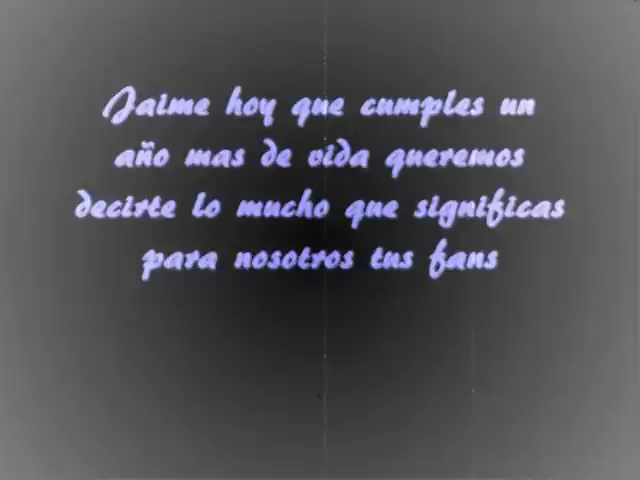 Jaime hoy que cumples un
año mas de vida queremos
decirte lo mucho que significas
para nosotros tus fans